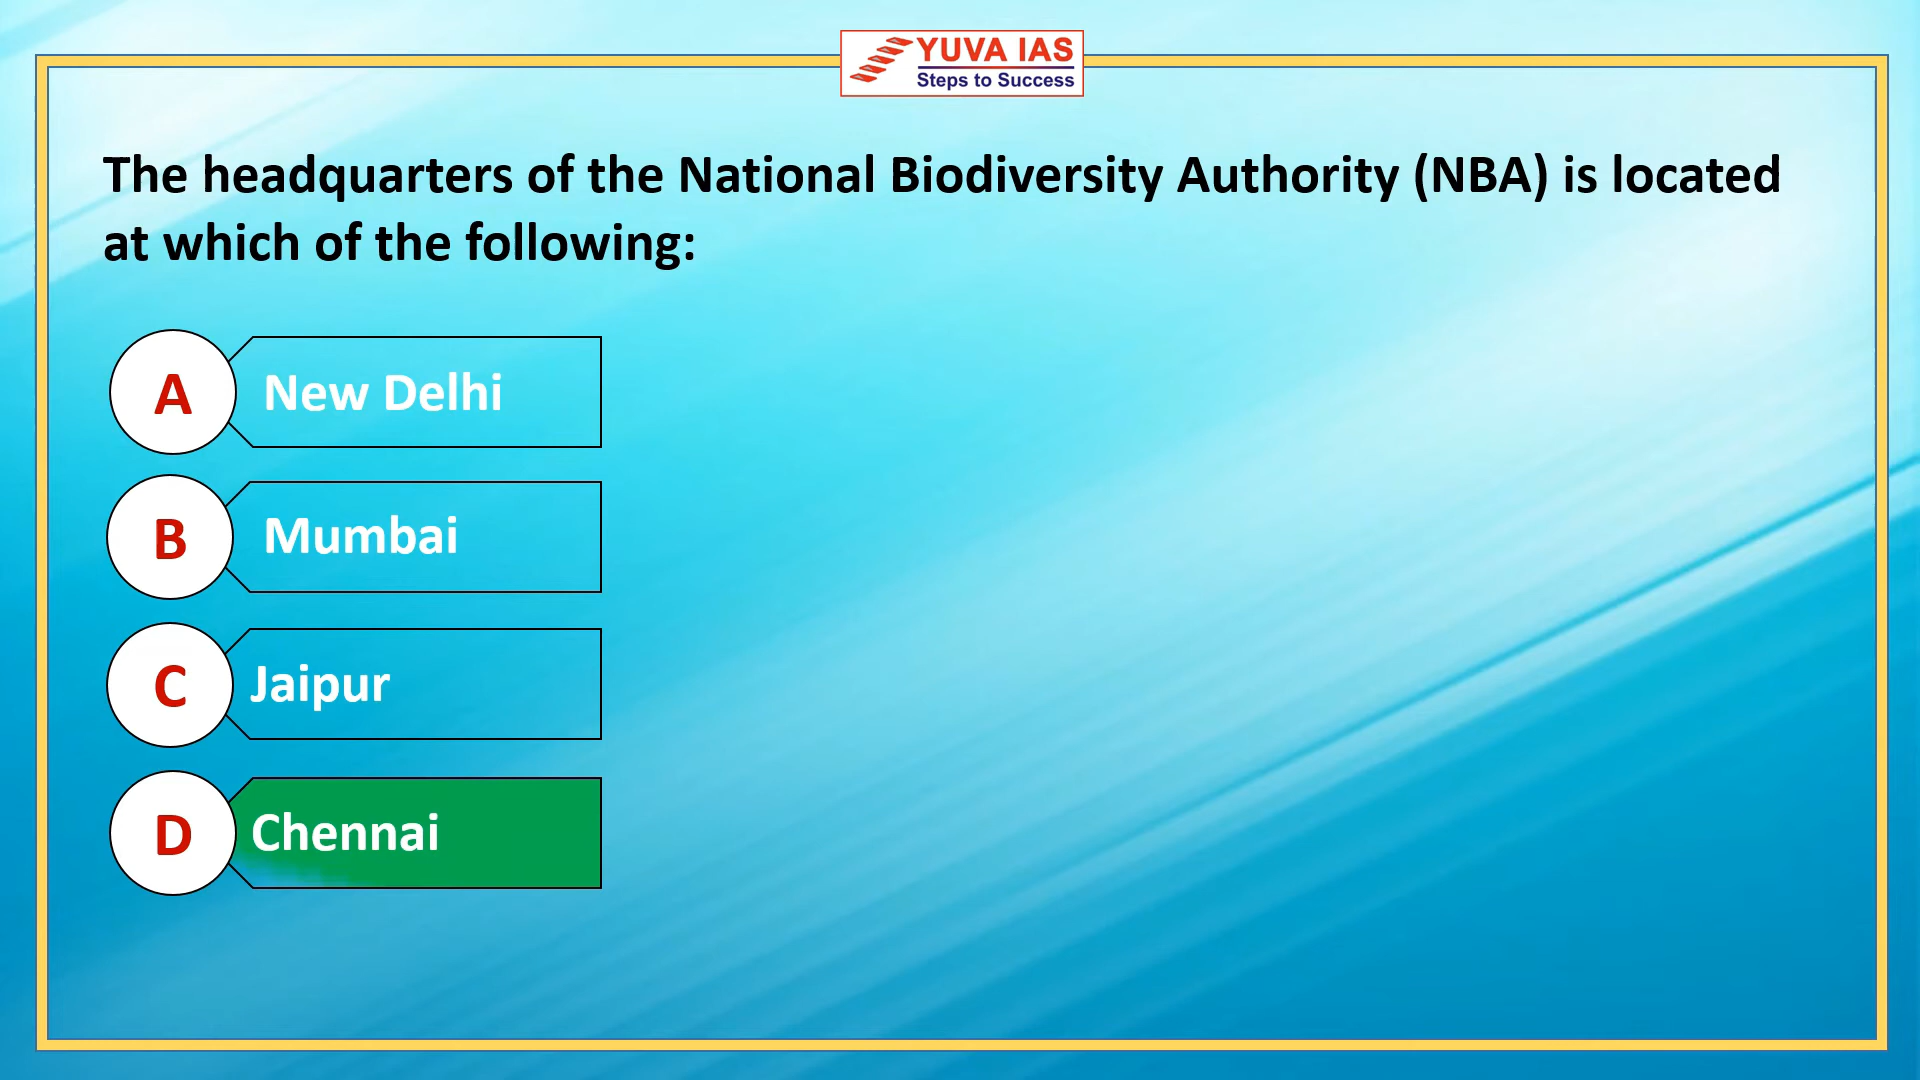 YUVA IAS
Steps to Success
The headquarters of the National Biodiversity Authority (NBA) is located
at which of the following:
A New Delhi
B Mumbai
C Jaipur
D Chennai